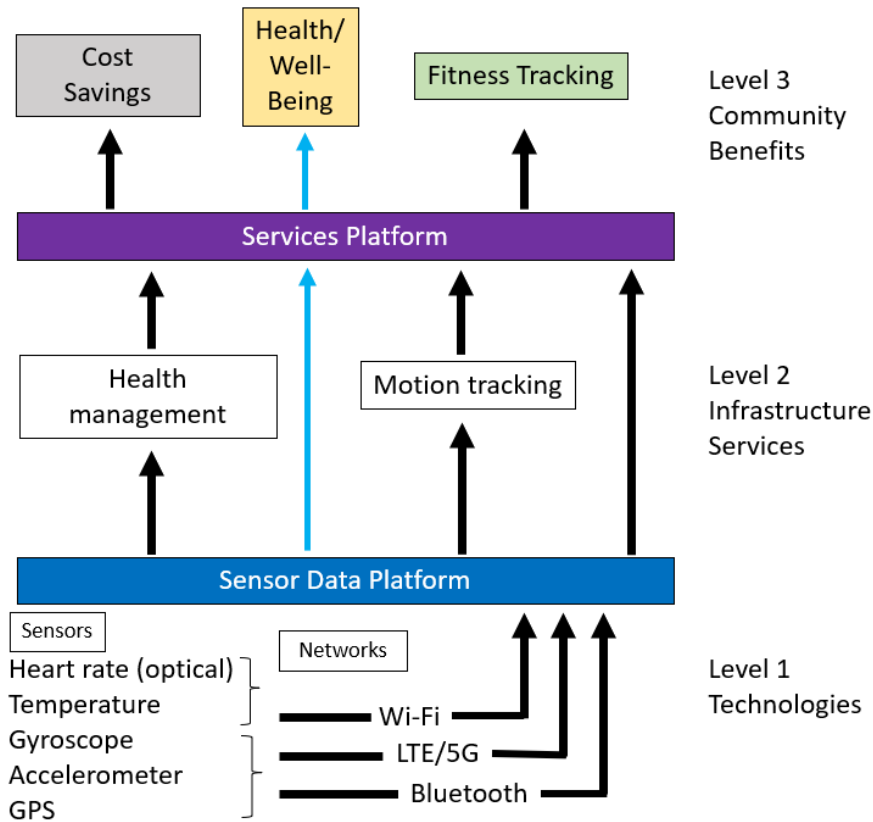 Cost
Savings
Health/
Well-
Being
Fitness Tracking
Level 3
Community
Benefits
Services Platform
Health
management
Motion tracking
Level 2
Infrastructure
Services
Sensor Data Platform
Sensors
Heart rate (optical)
Temperature
Gyroscope
Accelerometer
GPS
Networks
Wi-Fi
LTE/5G
Bluetooth
Level 1
Technologies